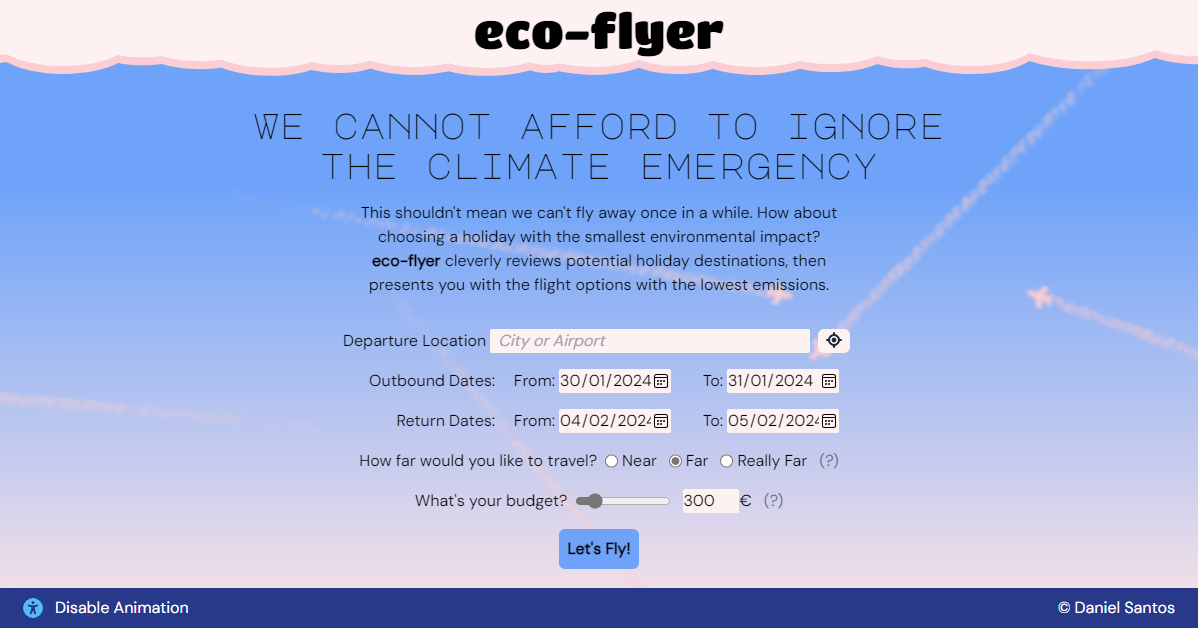 eco-flyer
WE CANNOT AFFORD TO IGNORE
THE CLIMATE EMERGENCY
This shouldn't mean we can't fly away once in a while. How about
choosing a holiday with the smallest environmental impact?
eco-flyer cleverly reviews potential holiday destinations, then
presents you with the flight options with the lowest emissions.
Departure Location City or Airport
Outbound Dates: From: 30/01/2024 To: 31/01/2024
Return Dates: From: 04/02/2024 To: 05/02/2024
How far would you like to travel? Near Far Really Far (?)
What's your budget? 300 € (?)
Let's Fly!
Disable Animation © Daniel Santos